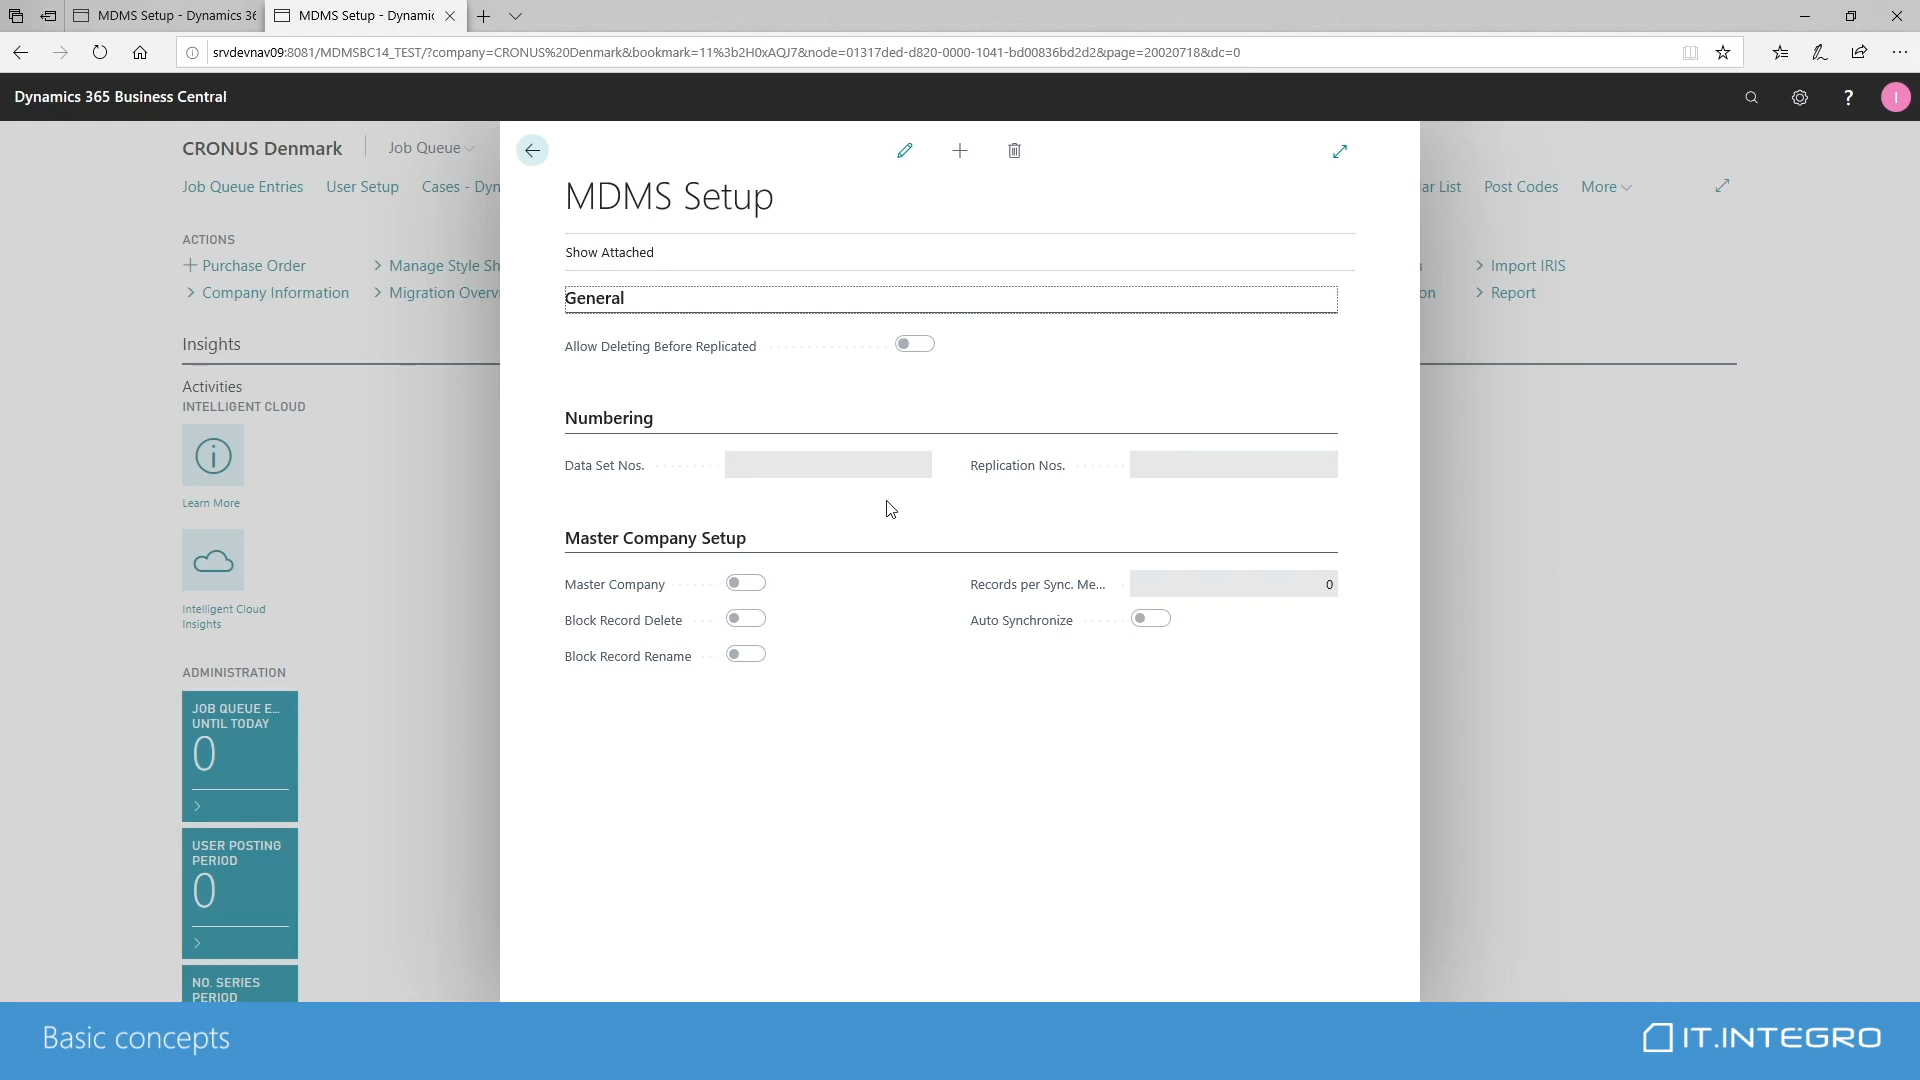 MDMS Setup - Dynamics 36
MDMS Setup - Dynamic
srvdevnav09:8081/MDMSBC14_TEST/?company=CRONUS%20Denmark&bookmark=11%3b2H0xAQJ7&node=01317ded-d820-0000-1041-bd00836bd2d2&page=20020718&dc=0
Dynamics 365 Business Central
?
I
CRONUS Denmark
Job Queue
Job Queue Entries
User Setup
Cases - Dyn
ar List
Post Codes
More
ACTIONS
Purchase Order
Manage Style Sh
Import IRIS
Company Information
Migration Overv
on
Report
Insights
Activities
INTELLIGENT CLOUD
Learn More
Intelligent Cloud
Insights
ADMINISTRATION
JOB QUEUE E...
UNTIL TODAY
0
USER POSTING
PERIOD
0
NO. SERIES
PERIOD
MDMS Setup
Show Attached
General
Allow Deleting Before Replicated
Numbering
Data Set Nos.
Replication Nos.
Master Company Setup
Master Company
Records per Sync. Me...
0
Block Record Delete
Auto Synchronize
Block Record Rename
Basic concepts
IT.INTEGRO